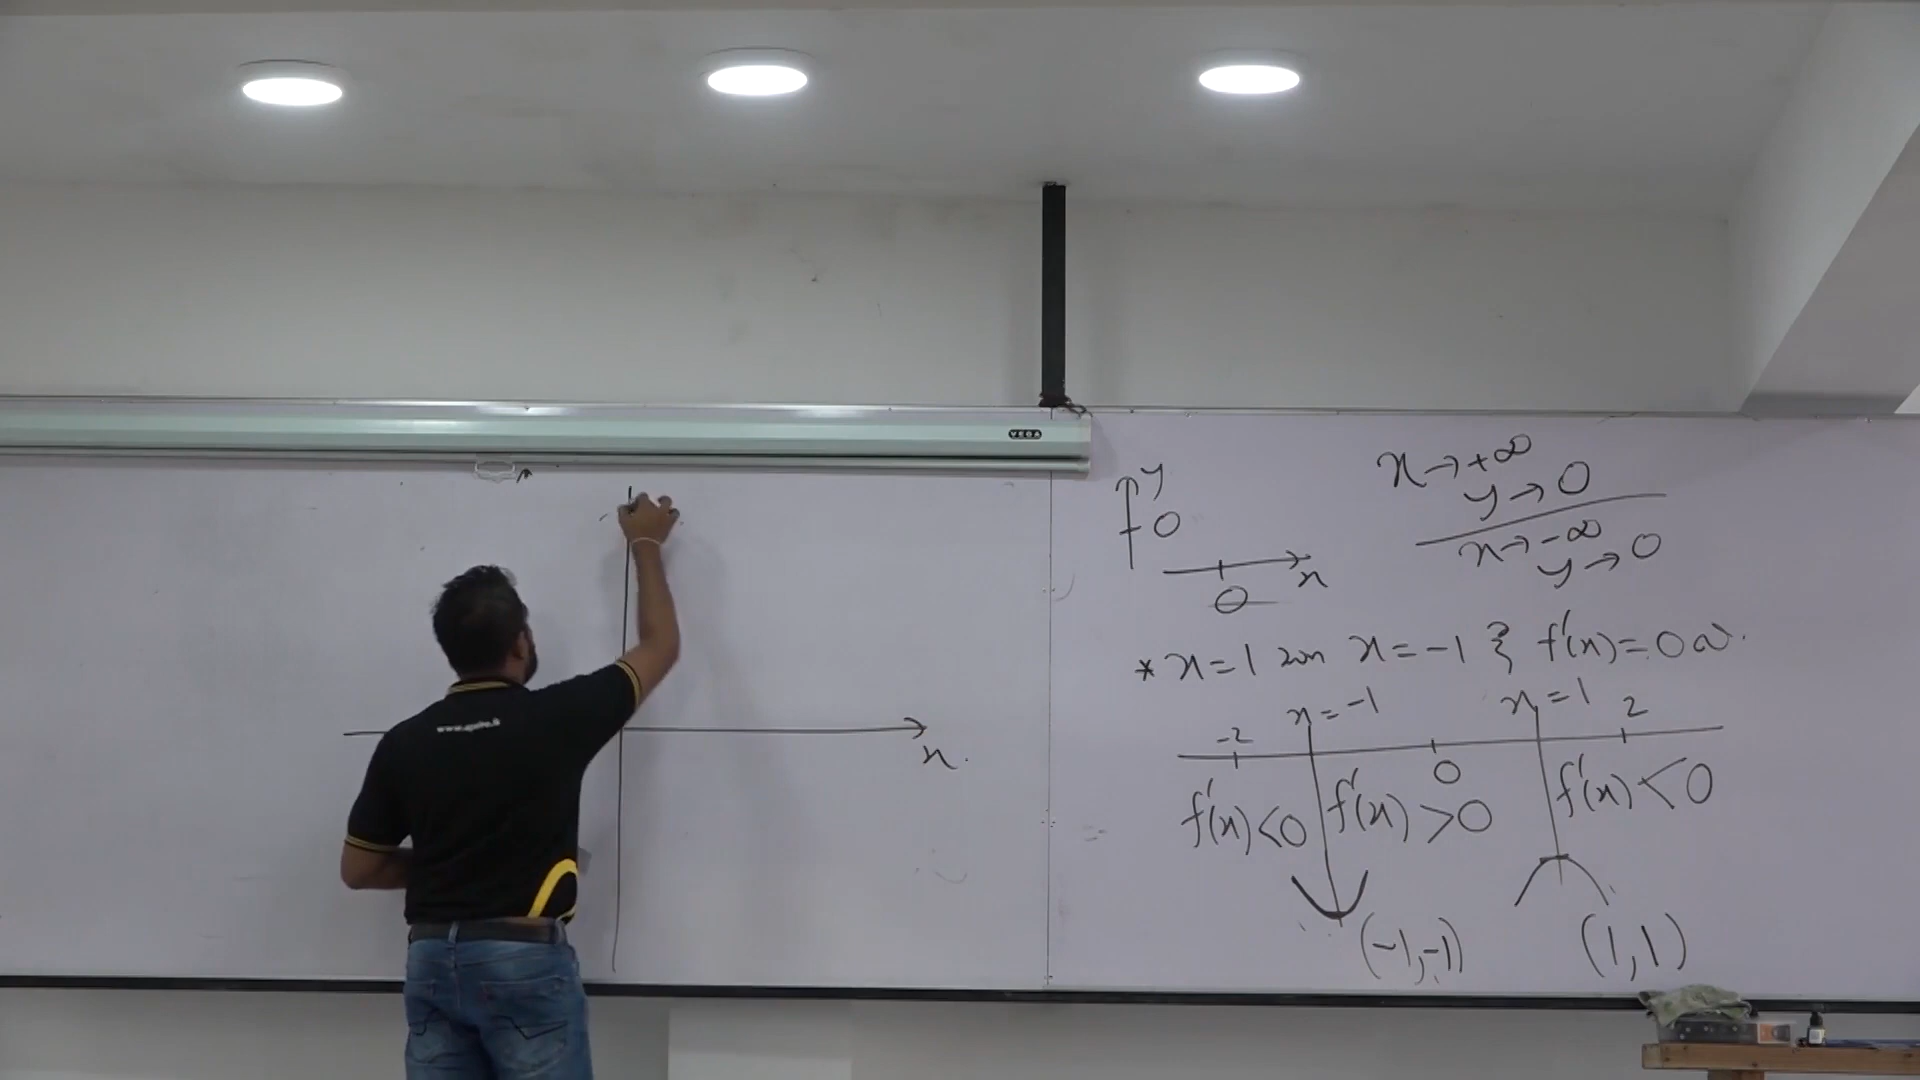 VEGA
x.
y
0
x
0
x→+∞
y→0
x→-∞
y→0
* x=1 x=-1 f'(x)=0
x=-1 x=1
-2 0 2
f'(x)<0 f'(x)>0 f'(x)<0
(-1,-1) (1,1)